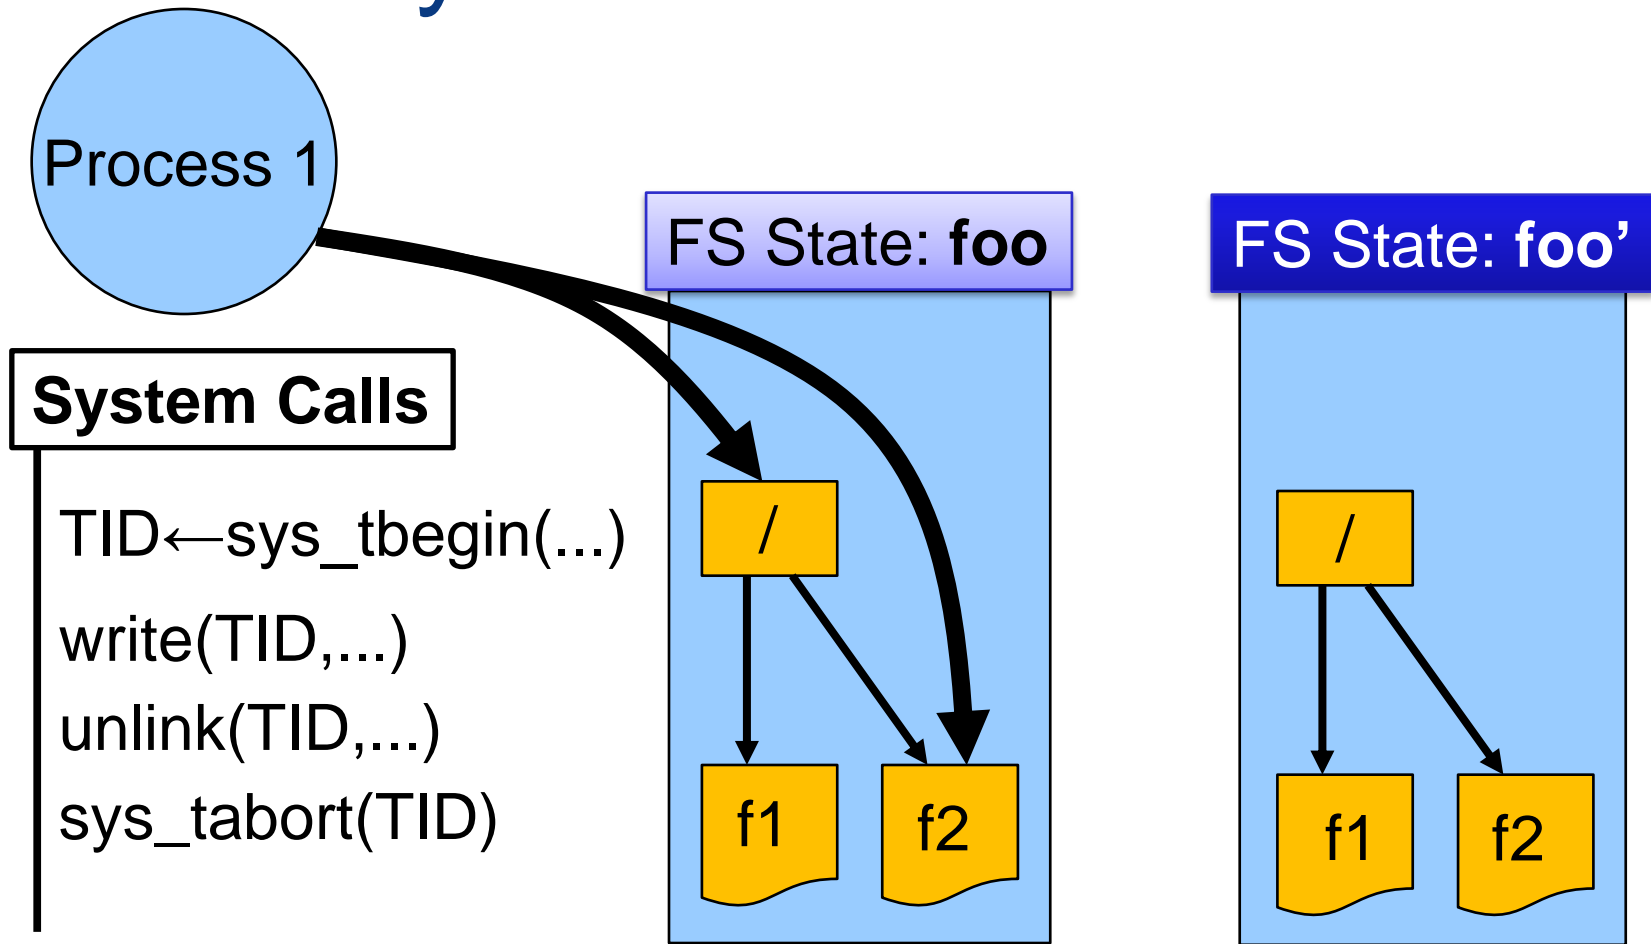 Process 1
FS State: foo
FS State: foo’
System Calls
TID←sys_tbegin(...)
write(TID,...)
unlink(TID,...)
sys_tabort(TID)
/
f1
f2
/
f1
f2